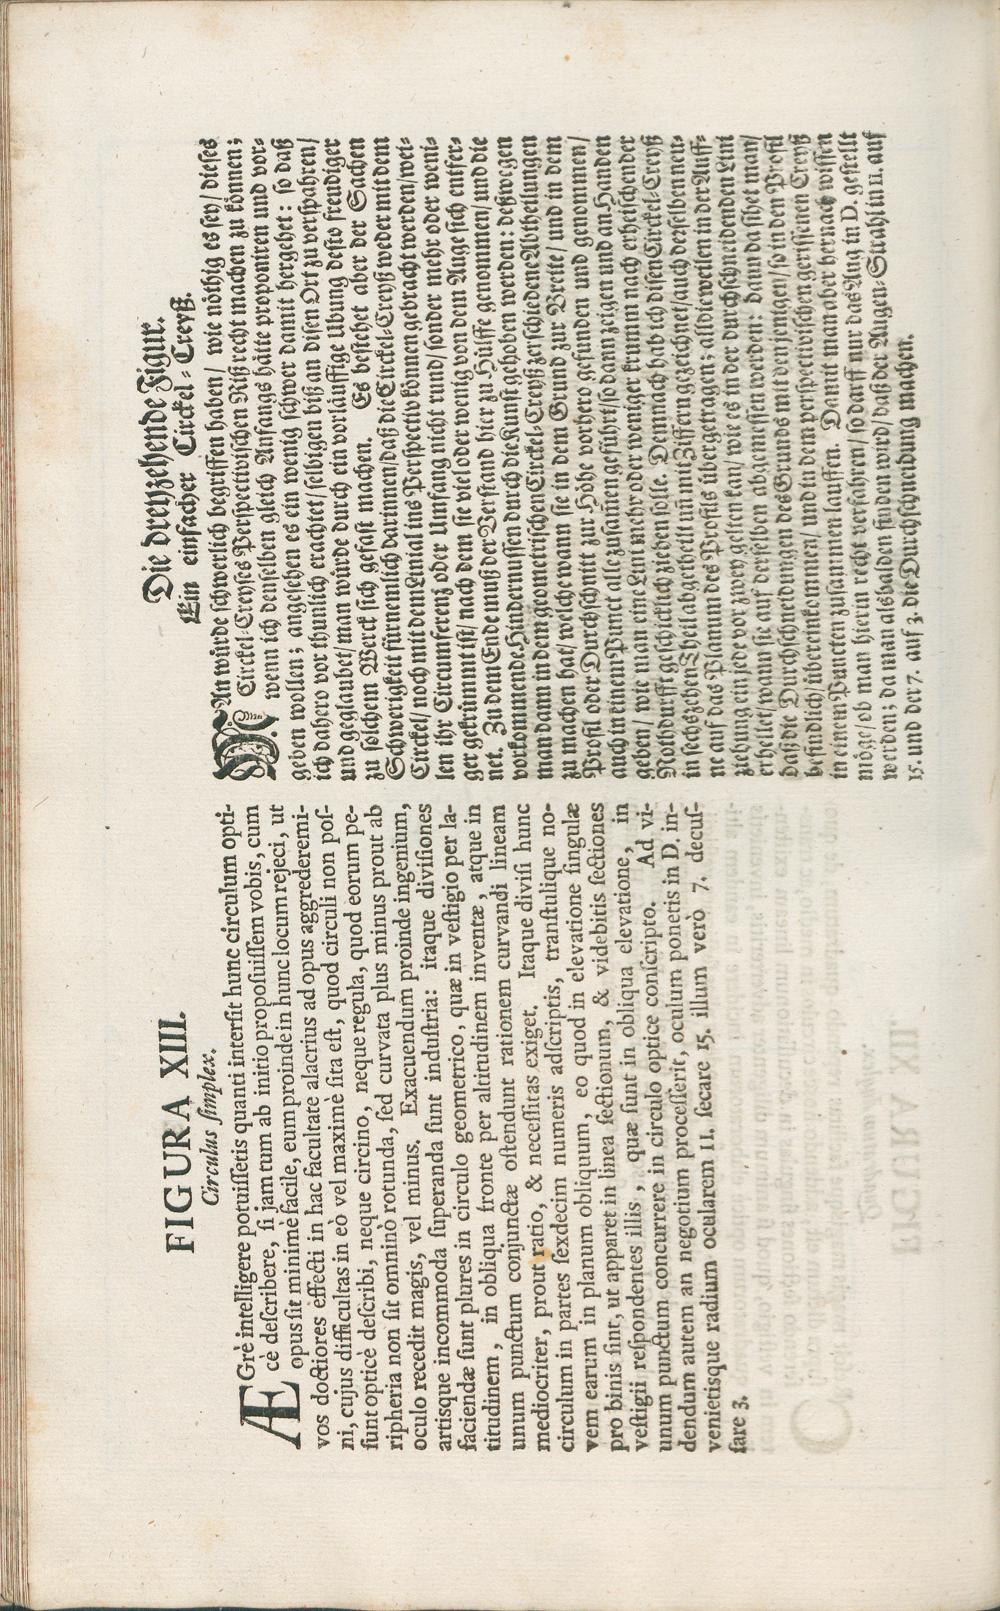 FIGURA XIII.
Circulus ſimplex.
ÆGrè intelligere potuiſſetis quanti interſit hunc circulum opti-
cè deſcribere, ſi jam tum ab initio propoſuiſſem vobis, cum
opus ſit minimè facile, eum proinde in hunc locum rejeci, ut
vos doctiores effecti in hac facultate alacrius ad opus aggrederemi-
ni, cujus difficultas in eò vel maximè ſita eſt, quod circuli non poſ-
ſunt opticè deſcribi, neque circino, neque regula, quod eorum pe-
ripheria non ſit omninò rotunda, ſed curvata plus minus prout ab
oculo recedit magis, vel minus. Exacuendum proinde ingenium,
artisque incommoda ſuperanda ſunt induſtria: itaque diviſiones
faciendæ ſunt plures in circulo geometrico, quæ in veſtigio per la-
titudinem, in obliqua fronte per altitudinem inventæ, atque in
unum punctum conjunctæ oſtendunt rationem curvandi lineam
mediocriter, prout ratio, & neceſſitas exiget. Itaque diviſi hunc
circulum in partes ſexdecim numeris adſcriptis, tranſtulique no-
vem earum in planum obliquum, eo quod in elevatione ſingulæ
pro binis ſint, ut apparet in linea ſectionum, & videbitis ſectiones
veſtigii reſpondentes illis, quæ ſunt in obliqua elevatione, in
unum punctum concurrere in circulo optice conſcripto. Ad vi-
dendum autem an negotium proceſſerit, oculum ponetis in D. in-
venietisque radium ocularem 11. ſecare 15. illum verò 7. decuſ-
ſare 3.
Die dreyzehende Figur.
Ein einfacher Circkel-Creyß.
MAn würde ſchwerlich begriffen haben/ wie nöthig es ſey/ dieſes
Circkel-Creyſes Perſpectiviſchen Riß recht machen zu können;
wenn ich denſelben gleich Anfangs hätte proponiren und vor-
geben wollen; angeſehen es ein wenig ſchwer damit hergehet: ſo daß
ich dahero vor thunlich erachtet/ ſelbigen biß an diſen Ort zu verſpahren/
und geglaubet/ man würde durch ein vorläuffige Ubung deſto freudiger
zu ſolchem Werck ſich gefaſt machen. Es beſtehet aber der Sachen
Schwerigkeit fürnemlich darinnen/ daß die Circkel-Creyß weder mit dem
Circkel/ noch mit dem Linial ins Perſpectiv können gebracht werden/ wei-
len ihr Circumferenz oder Umfang nicht rund/ ſonder mehr oder weni-
ger gekrümmt iſt/ nach dem ſie viel oder wenig von dem Auge ſich entfer-
net. Zu dem Ende muß der Verſtand hier zu Hülffe genommen/ und die
vorkommende Hindernuſſen durch die Kunſt gehoben werden: deßwegen
man dann in dem geometriſchen Circkel-Creyß verſchiedene Abtheilungen
zu machen hat/ welche wann ſie in dem Grund zur Breite/ und in dem
Profil oder Durchſchnitt zur Höhe vorhero gefunden und genommen/
auch in einem Punct alle zuſamen geführt/ ſo dann zeigen und an Handen
geben/ wie man eine Lini mehr oder weniger krumm nach erheiſchender
Nothdurfft geſchicklich ziehen ſolle. Demnach hab ich diſen Circkel-Creyß
in ſechszehen Theil abgetheilt und mit Ziffern gezeichnet/ auch derſelben neu-
ne auf das Planum des Profils übergetragen; alldieweilen in der Auff-
ziehung ein jede vor zwey gelten kan/ wie es in der durchſchneidenden Lini
erhellet/ wann ſie auf derſelben abgemeſſen werden: dann da ſihet man/
daß die Durchſchneidungen des Grunds mit denjenigen/ ſo in den Profil
befindlich/ übereinkommen/ und in dem perſpectiviſchen geriſſenen Creyß
in einem Puncten zuſammen lauffen. Damit man aber hernach wiſſen
möge/ ob man hierin recht verfahren/ ſo darff nur das Aug in D. geſtellt
werden; da man alsbalden finden wird/ daß der Augen-Strahl in 11. auf
15. und der 7. auf 3. die Durchſchneidung machen.